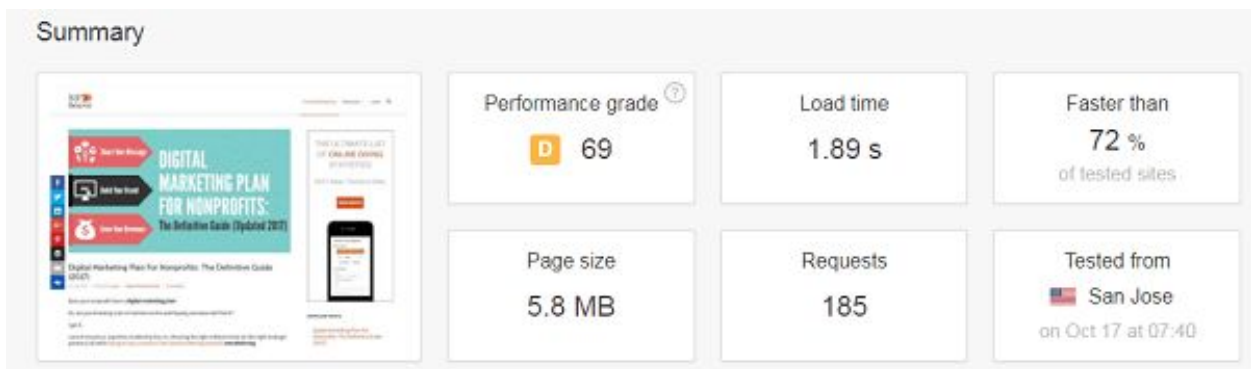 Summary
DIGITAL
MARKETING PLAN
FOR NONPROFITS:
The Definitive Guide (Updated 2017)
THE ULTIMATE LIST
OF ONLINE GIVING
STATISTICS
Digital Marketing Plan For Nonprofits: The Definitive Guide
(2017)
Performance grade ?
D 69
Load time
1.89 s
Faster than
72 %
of tested sites
Page size
5.8 MB
Requests
185
Tested from
San Jose
on Oct 17 at 07:40